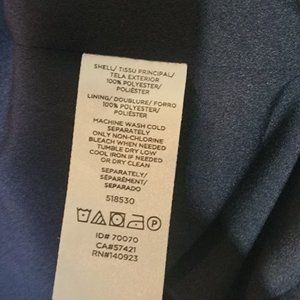 SHELL/ TISSU PRINCIPAL/
TELA EXTERIOR
100% POLYESTER/
POLIÉSTER
LINING/ DOUBLURE/ FORRO
100% POLYESTER/
POLIÉSTER
MACHINE WASH COLD
SEPARATELY
ONLY NON-CHLORINE
BLEACH WHEN NEEDED
TUMBLE DRY LOW
COOL IRON IF NEEDED
OR DRY CLEAN
SEPARATELY/
SÉPARÉMENT/
SEPARADO
518530
P
ID# 70070
CA#57421
RN#140923